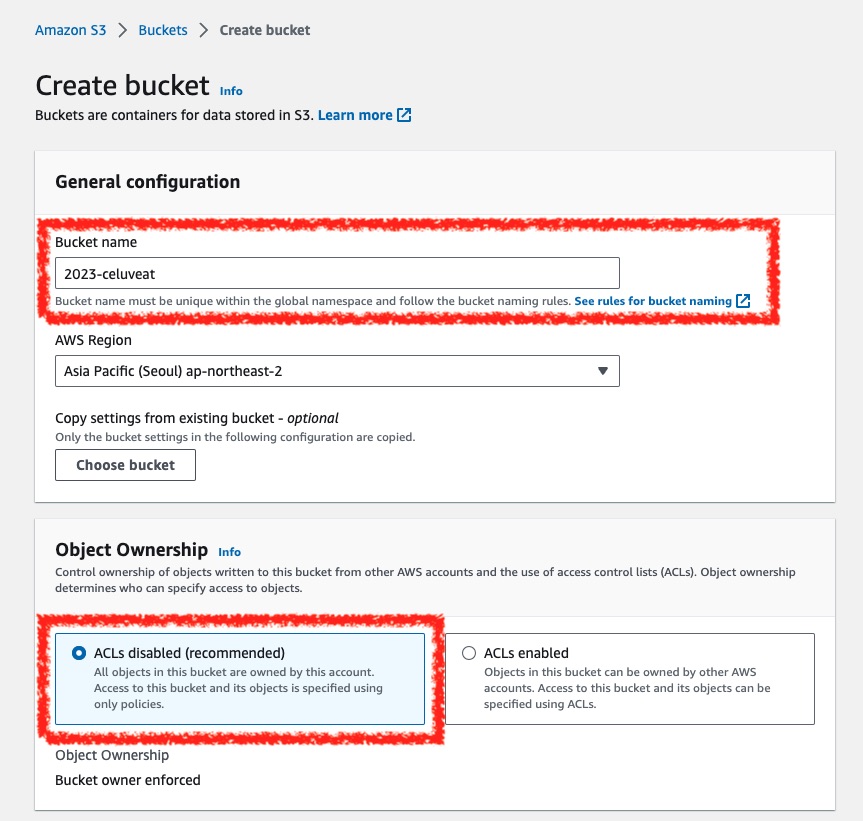 Amazon S3 > Buckets > Create bucket
Create bucket Info
Buckets are containers for data stored in S3. Learn more
General configuration
Bucket name
2023-celuveat
Bucket name must be unique within the global namespace and follow the bucket naming rules. See rules for bucket naming
AWS Region
Asia Pacific (Seoul) ap-northeast-2
Copy settings from existing bucket - optional
Only the bucket settings in the following configuration are copied.
Choose bucket
Object Ownership Info
Control ownership of objects written to this bucket from other AWS accounts and the use of access control lists (ACLs). Object ownership
determines who can specify access to objects.
ACLs disabled (recommended)
All objects in this bucket are owned by this account.
Access to this bucket and its objects is specified using
only policies.
ACLs enabled
Objects in this bucket can be owned by other AWS
accounts. Access to this bucket and its objects can be
specified using ACLs.
Object Ownership
Bucket owner enforced